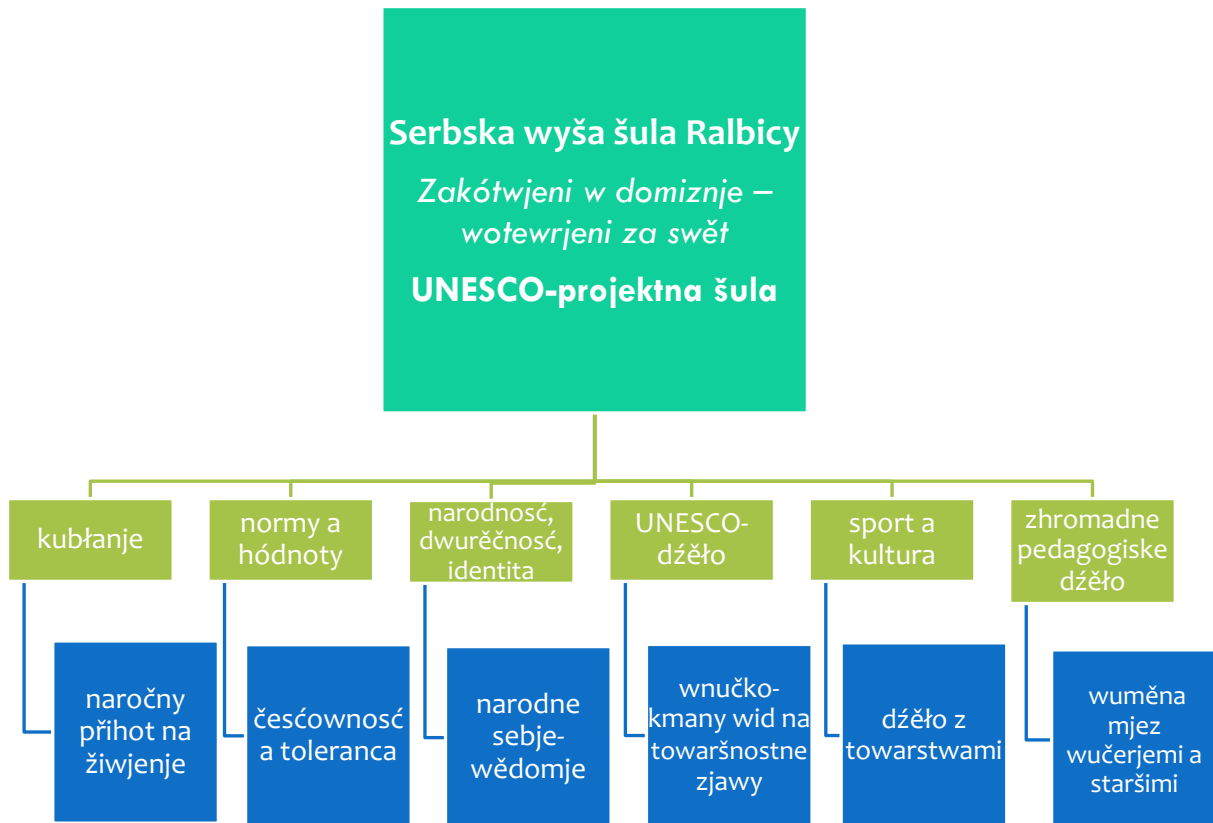 Serbska wyša šula Ralbicy
Zakótwjeni w domiznje –
wotewrjeni za swět
UNESCO-projektna šula
kubłanje
normy a
hódnoty
narodnosć,
dwurěčnosć,
identita
UNESCO-
dźěło
sport a
kultura
zhromadne
pedagogiske
dźěło
naročny
přihot na
žiwjenje
česćownosć
a toleranca
narodne
sebje-
wědomje
wnučko-
kmany wid na
towaršnostne
zjawy
dźěło z
towarstwami
wuměna
mjez
wučerjemi a
staršimi